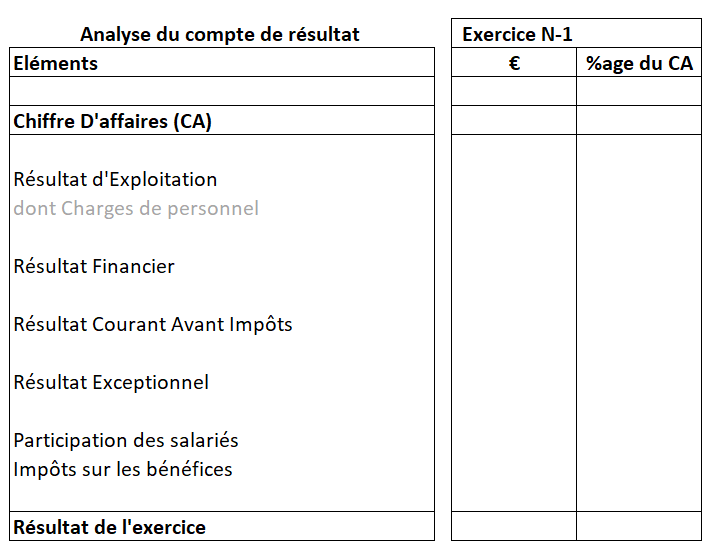 Analyse du compte de résultat Exercice N-1
Eléments € %age du CA
Chiffre D'affaires (CA)
Résultat d'Exploitation
dont Charges de personnel
Résultat Financier
Résultat Courant Avant Impôts
Résultat Exceptionnel
Participation des salariés
Impôts sur les bénéfices
Résultat de l'exercice